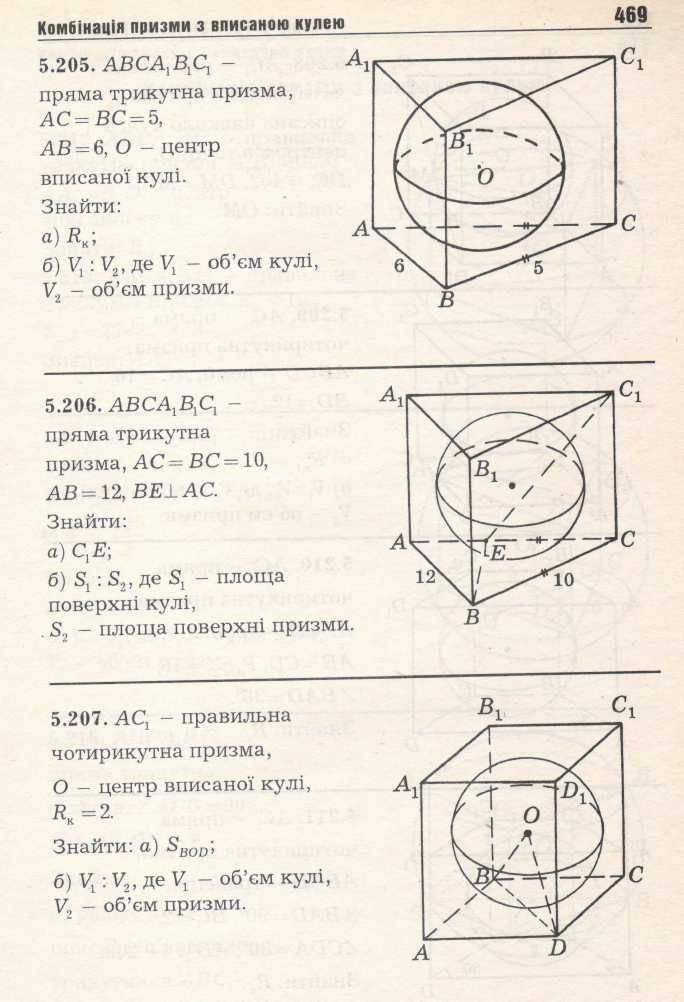 Комбінація призми з вписаною кулею
469
5.205. ABCA₁B₁C₁ –
пряма трикутна призма,
AC = BC = 5,
AB = 6, O – центр
вписаної кулі.
Знайти:
а) Rₖ;
б) V₁ : V₂, де V₁ – об'єм кулі,
V₂ – об'єм призми.
A₁
C₁
B₁
O
A
C
6
5
B
5.206. ABCA₁B₁C₁ –
пряма трикутна
призма, AC = BC = 10,
AB = 12, BE ⊥ AC.
Знайти:
а) C₁E;
б) S₁ : S₂, де S₁ – площа
поверхні кулі,
S₂ – площа поверхні призми.
A₁
C₁
B₁
A
E
C
12
10
B
5.207. AC₁ – правильна
чотирикутна призма,
O – центр вписаної кулі,
Rₖ = 2.
Знайти: а) S_BOD;
б) V₁ : V₂, де V₁ – об'єм кулі,
V₂ – об'єм призми.
B₁
C₁
A₁
D₁
O
B
C
A
D